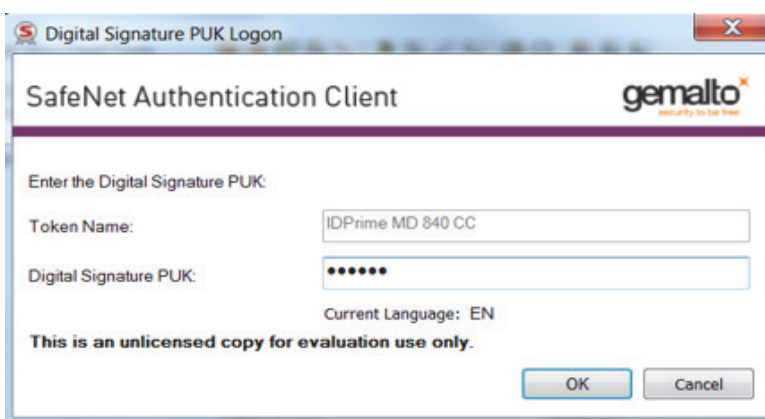 Digital Signature PUK Logon
SafeNet Authentication Client
gemalto
security to be free
Enter the Digital Signature PUK:
Token Name: IDPrime MD 840 CC
Digital Signature PUK: ••••••
Current Language: EN
This is an unlicensed copy for evaluation use only.
OK Cancel